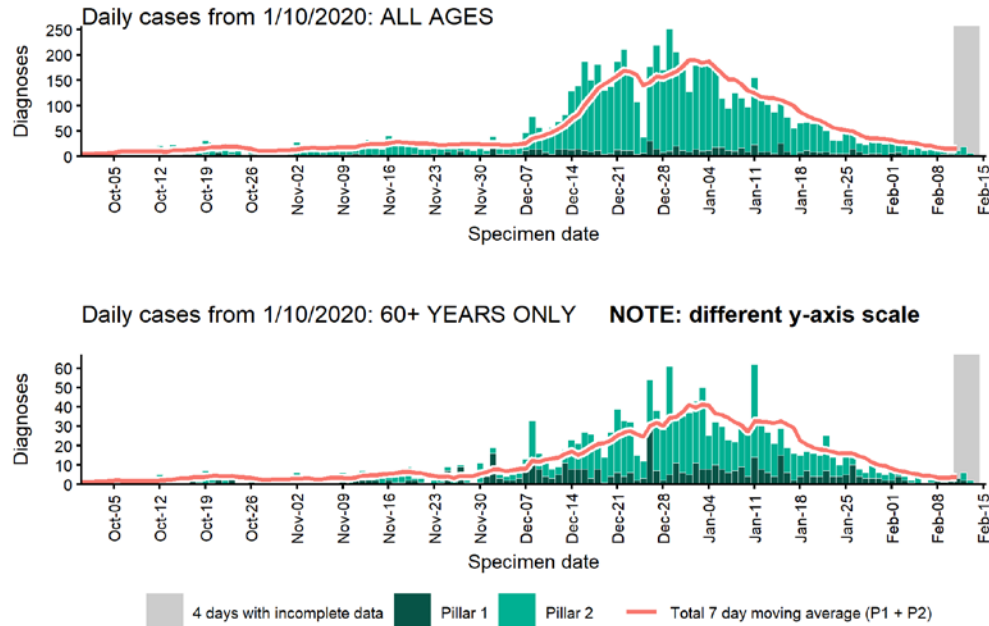 Daily cases from 1/10/2020: ALL AGES
250
200
150
100
50
0
Diagnoses
Oct-05 Oct-12 Oct-19 Oct-26 Nov-02 Nov-09 Nov-16 Nov-23 Nov-30 Dec-07 Dec-14 Dec-21 Dec-28 Jan-04 Jan-11 Jan-18 Jan-25 Feb-01 Feb-08 Feb-15
Specimen date
Daily cases from 1/10/2020: 60+ YEARS ONLY NOTE: different y-axis scale
60
50
40
30
20
10
0
Diagnoses
Oct-05 Oct-12 Oct-19 Oct-26 Nov-02 Nov-09 Nov-16 Nov-23 Nov-30 Dec-07 Dec-14 Dec-21 Dec-28 Jan-04 Jan-11 Jan-18 Jan-25 Feb-01 Feb-08 Feb-15
Specimen date
4 days with incomplete data Pillar 1 Pillar 2 Total 7 day moving average (P1 + P2)